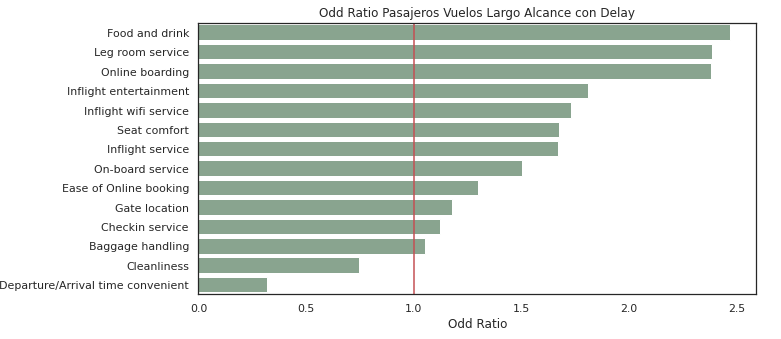 Odd Ratio Pasajeros Vuelos Largo Alcance con Delay
Food and drink
Leg room service
Online boarding
Inflight entertainment
Inflight wifi service
Seat comfort
Inflight service
On-board service
Ease of Online booking
Gate location
Checkin service
Baggage handling
Cleanliness
Departure/Arrival time convenient
0.0 0.5 1.0 1.5 2.0 2.5
Odd Ratio